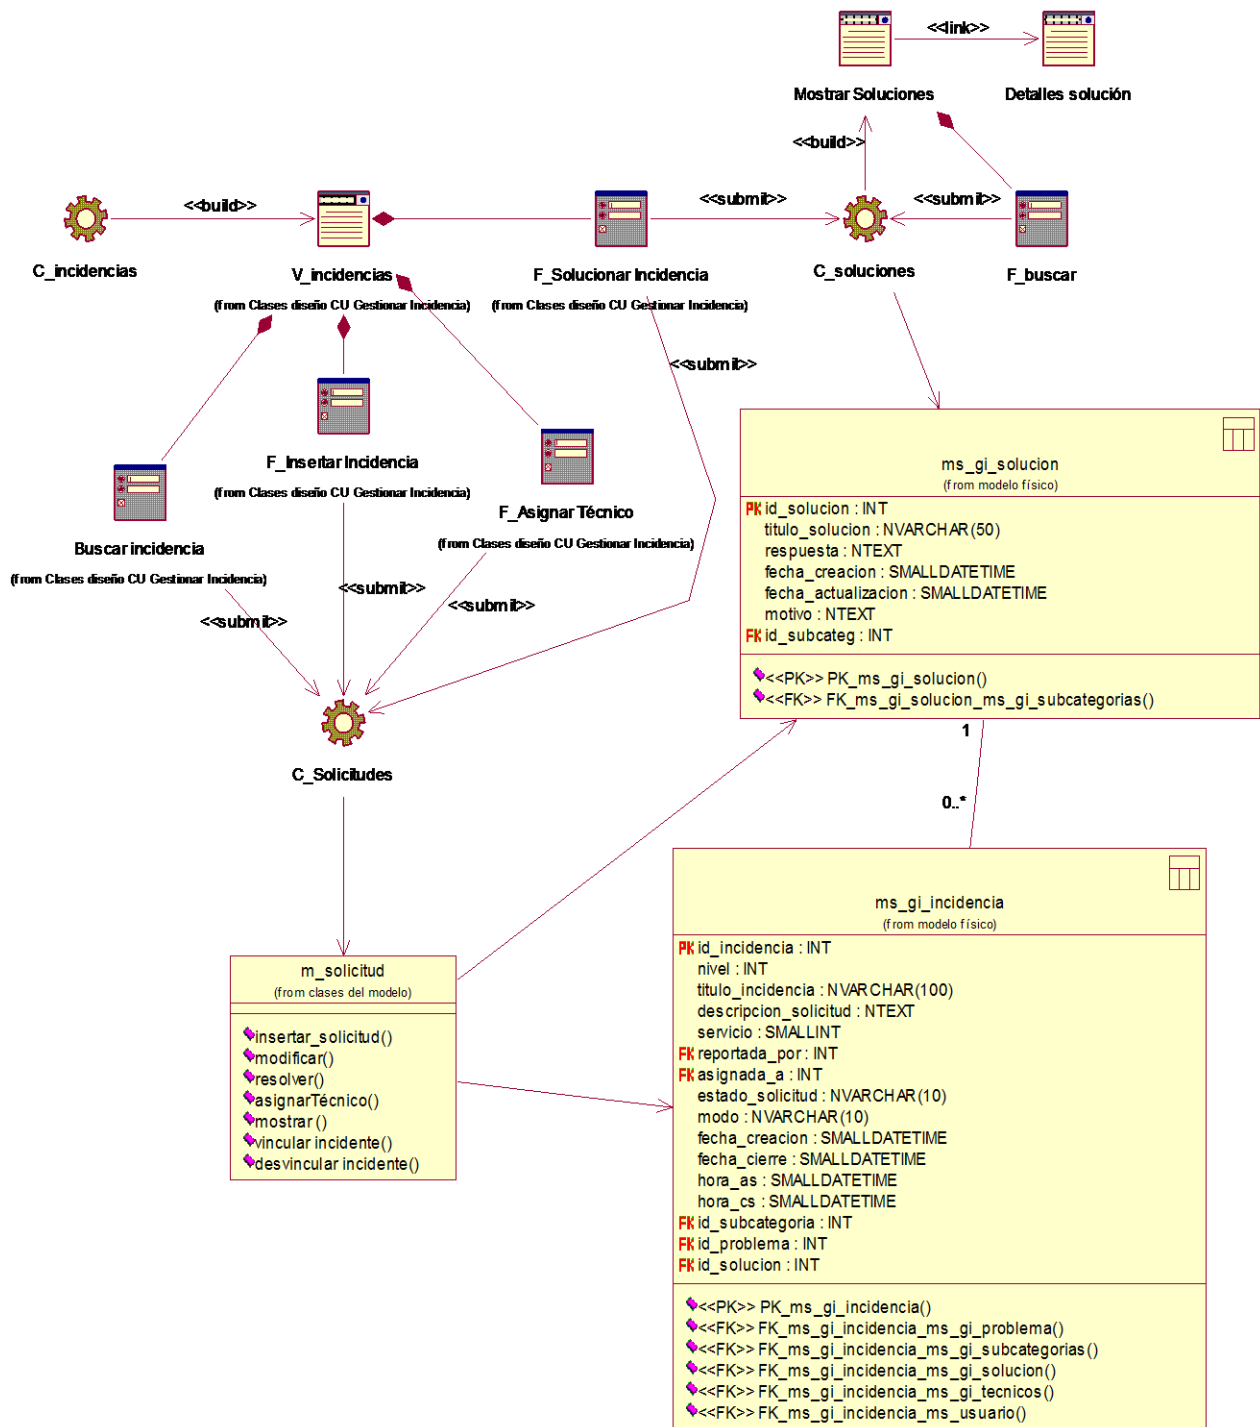 <<link>>
Mostrar Soluciones
Detalles solución
<<build>>
<<build>>
<<submit>>
<<submit>>
C_incidencias
V_incidencias
(from Clases diseño CU Gestionar Incidencia)
F_Solucionar Incidencia
(from Clases diseño CU Gestionar Incidencia)
C_soluciones
F_buscar
<<submit>>
F_Insertar Incidencia
(from Clases diseño CU Gestionar Incidencia)
F_Asignar Técnico
(from Clases diseño CU Gestionar Incidencia)
Buscar incidencia
(from Clases diseño CU Gestionar Incidencia)
<<submit>>
<<submit>>
<<submit>>
C_Solicitudes
ms_gi_solucion
(from modelo físico)
PK id_solucion : INT
titulo_solucion : NVARCHAR(50)
respuesta : NTEXT
fecha_creacion : SMALLDATETIME
fecha_actualizacion : SMALLDATETIME
motivo : NTEXT
FK id_subcateg : INT
<<PK>> PK_ms_gi_solucion()
<<FK>> FK_ms_gi_solucion_ms_gi_subcategorias()
1
0..*
m_solicitud
(from clases del modelo)
insertar_solicitud()
modificar()
resolver()
asignarTécnico()
mostrar ()
vincular incidente()
desvincular incidente()
ms_gi_incidencia
(from modelo físico)
PK id_incidencia : INT
nivel : INT
titulo_incidencia : NVARCHAR(100)
descripcion_solicitud : NTEXT
servicio : SMALLINT
FK reportada_por : INT
FK asignada_a : INT
estado_solicitud : NVARCHAR(10)
modo : NVARCHAR(10)
fecha_creacion : SMALLDATETIME
fecha_cierre : SMALLDATETIME
hora_as : SMALLDATETIME
hora_cs : SMALLDATETIME
FK id_subcategoria : INT
FK id_problema : INT
FK id_solucion : INT
<<PK>> PK_ms_gi_incidencia()
<<FK>> FK_ms_gi_incidencia_ms_gi_problema()
<<FK>> FK_ms_gi_incidencia_ms_gi_subcategorias()
<<FK>> FK_ms_gi_incidencia_ms_gi_solucion()
<<FK>> FK_ms_gi_incidencia_ms_gi_tecnicos()
<<FK>> FK_ms_gi_incidencia_ms_usuario()